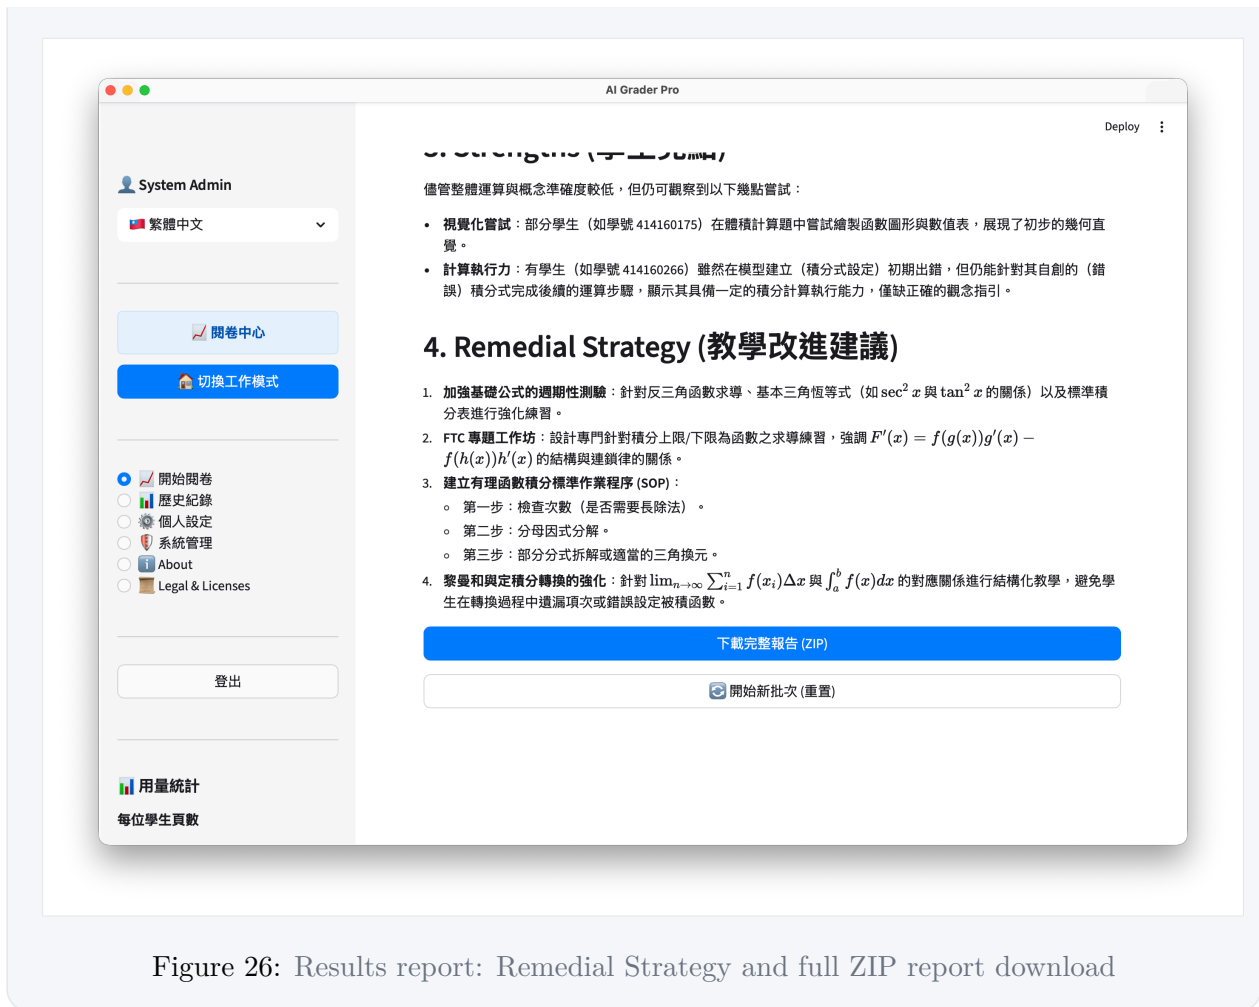 AI Grader Pro
Deploy
System Admin
繁體中文
閱卷中心
切換工作模式
開始閱卷
歷史紀錄
個人設定
系統管理
About
Legal & Licenses
登出
用量統計
每位學生頁數
3. Strengths (學生亮點)
儘管整體運算與概念準確度較低，但仍可觀察到以下幾點嘗試：
• 視覺化嘗試：部分學生（如學號 414160175）在體積計算題中嘗試繪製函數圖形與數值表，展現了初步的幾何直
覺。
• 計算執行力：有學生（如學號 414160266）雖然在模型建立（積分式設定）初期出錯，但仍能針對其自創的（錯
誤）積分式完成後續的運算步驟，顯示其具備一定的積分計算執行能力，僅缺正確的觀念指引。
4. Remedial Strategy (教學改進建議)
1. 加強基礎公式的週期性測驗：針對反三角函數求導、基本三角恆等式（如 sec² x 與 tan² x 的關係）以及標準積
分表進行強化練習。
2. FTC 專題工作坊：設計專門針對積分上限/下限為函數之求導練習，強調 F′(x) = f(g(x))g′(x) −
f(h(x))h′(x) 的結構與連鎖律的關係。
3. 建立有理函數積分標準作業程序 (SOP)：
◦ 第一步：檢查次數（是否需要長除法）。
◦ 第二步：分母因式分解。
◦ 第三步：部分分式拆解或適當的三角換元。
4. 黎曼和與定積分轉換的強化：針對 lim_{n→∞} ∑_{i=1}^{n} f(x_i)Δx 與 ∫_a^b f(x)dx 的對應關係進行結構化教學，避免學
生在轉換過程中遺漏項次或錯誤設定被積函數。
下載完整報告 (ZIP)
開始新批次 (重置)
Figure 26: Results report: Remedial Strategy and full ZIP report download